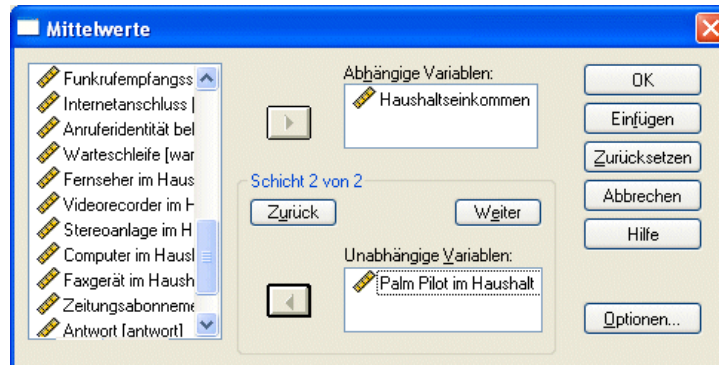 Mittelwerte
Funkrufempfangss
Internetanschluss [
Anruferidentität bel
Warteschleife [war
Fernseher im Haus
Videorecorder im H
Stereoanlage im H
Computer im Hausl
Faxgerät im Haush
Zeitungsabonneme
Antwort [antwort]
Abhängige Variablen:
Haushaltseinkommen
Schicht 2 von 2
Zurück
Weiter
Unabhängige Variablen:
Palm Pilot im Haushalt
OK
Einfügen
Zurücksetzen
Abbrechen
Hilfe
Optionen...